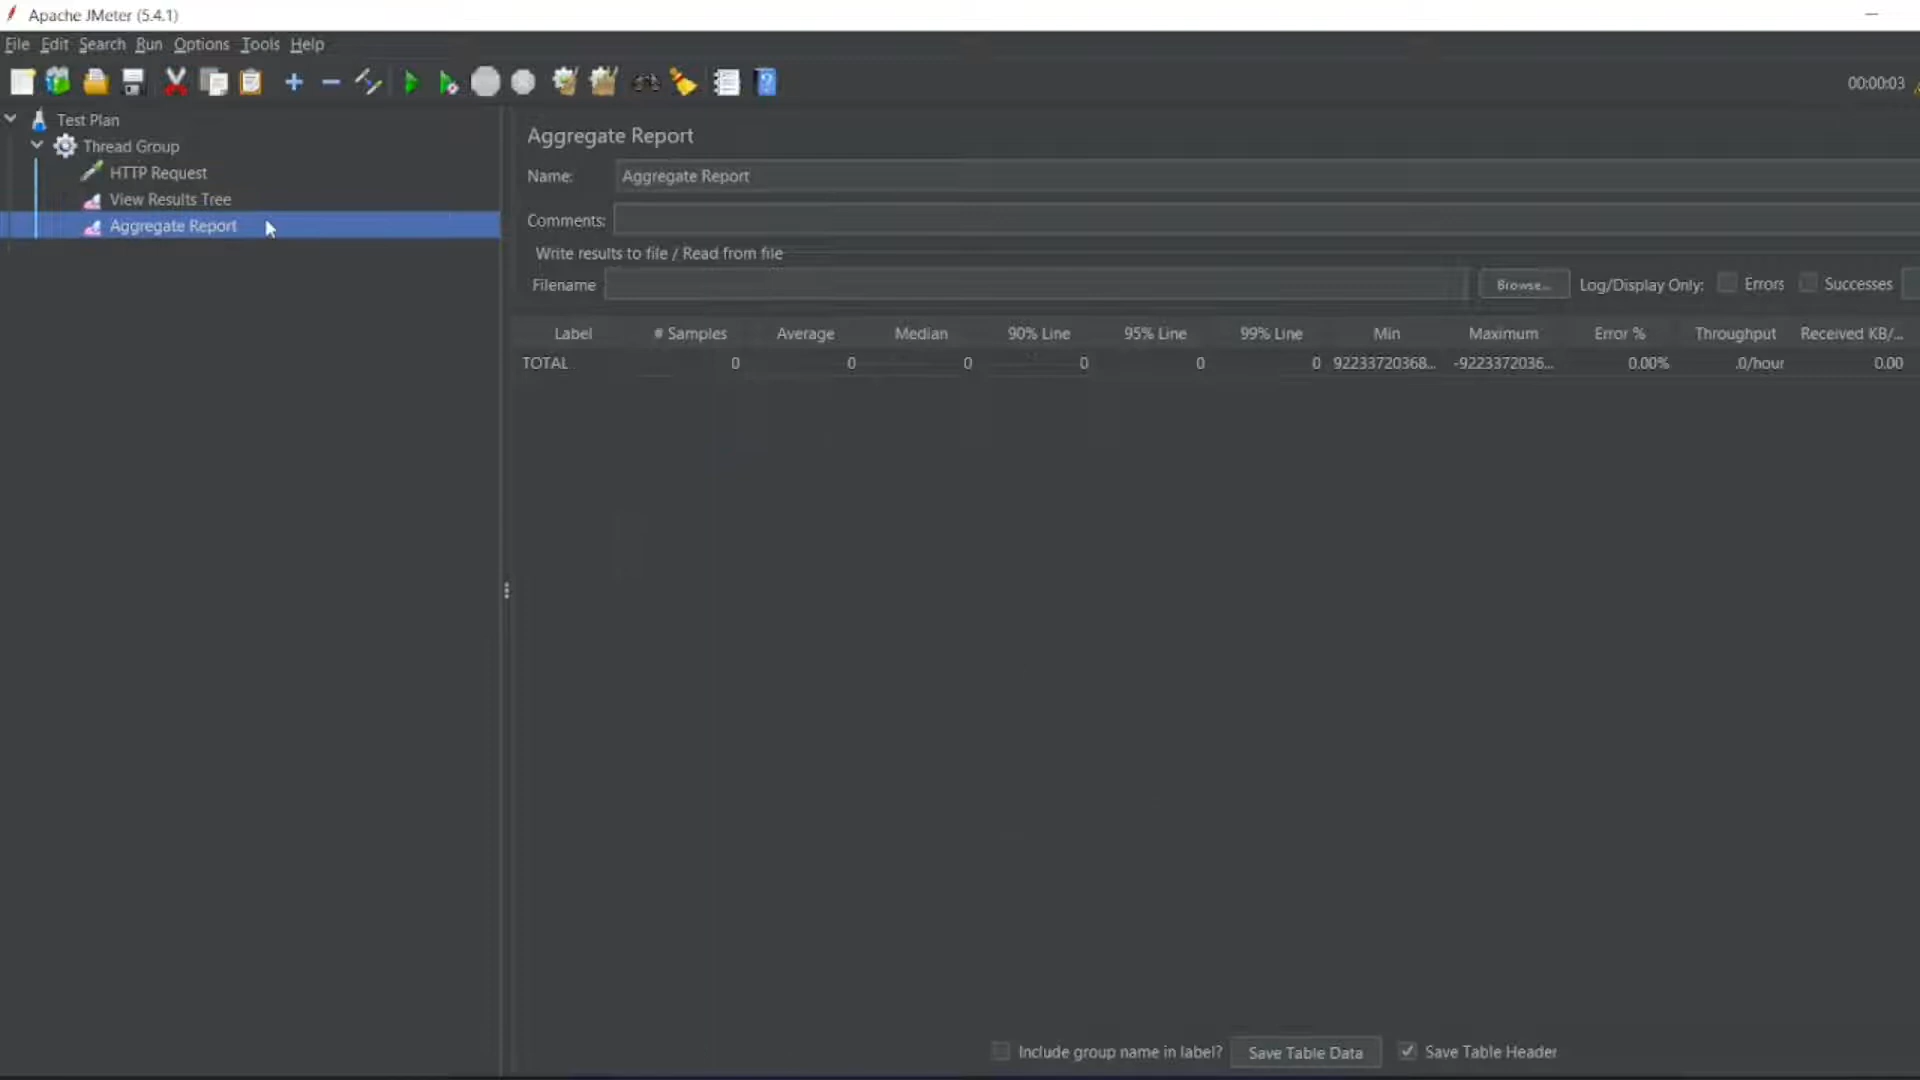 Apache JMeter (5.4.1)
File Edit Search Run Options Tools Help
00:00:03
Test Plan
Thread Group
HTTP Request
View Results Tree
Aggregate Report
Aggregate Report
Name: Aggregate Report
Comments:
Write results to file / Read from file
Filename Browse... Log/Display Only: Errors Successes
Label # Samples Average Median 90% Line 95% Line 99% Line Min Maximum Error % Throughput Received KB/...
TOTAL 0 0 0 0 0 0 92233720368... -9223372036... 0.00% .0/hour 0.00
Include group name in label? Save Table Data Save Table Header